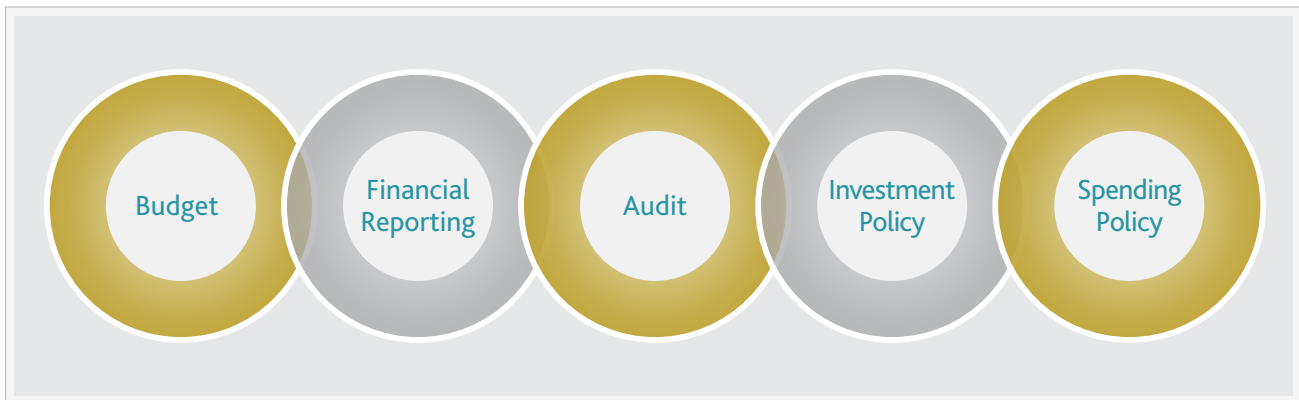 Budget
Financial
Reporting
Audit
Investment
Policy
Spending
Policy